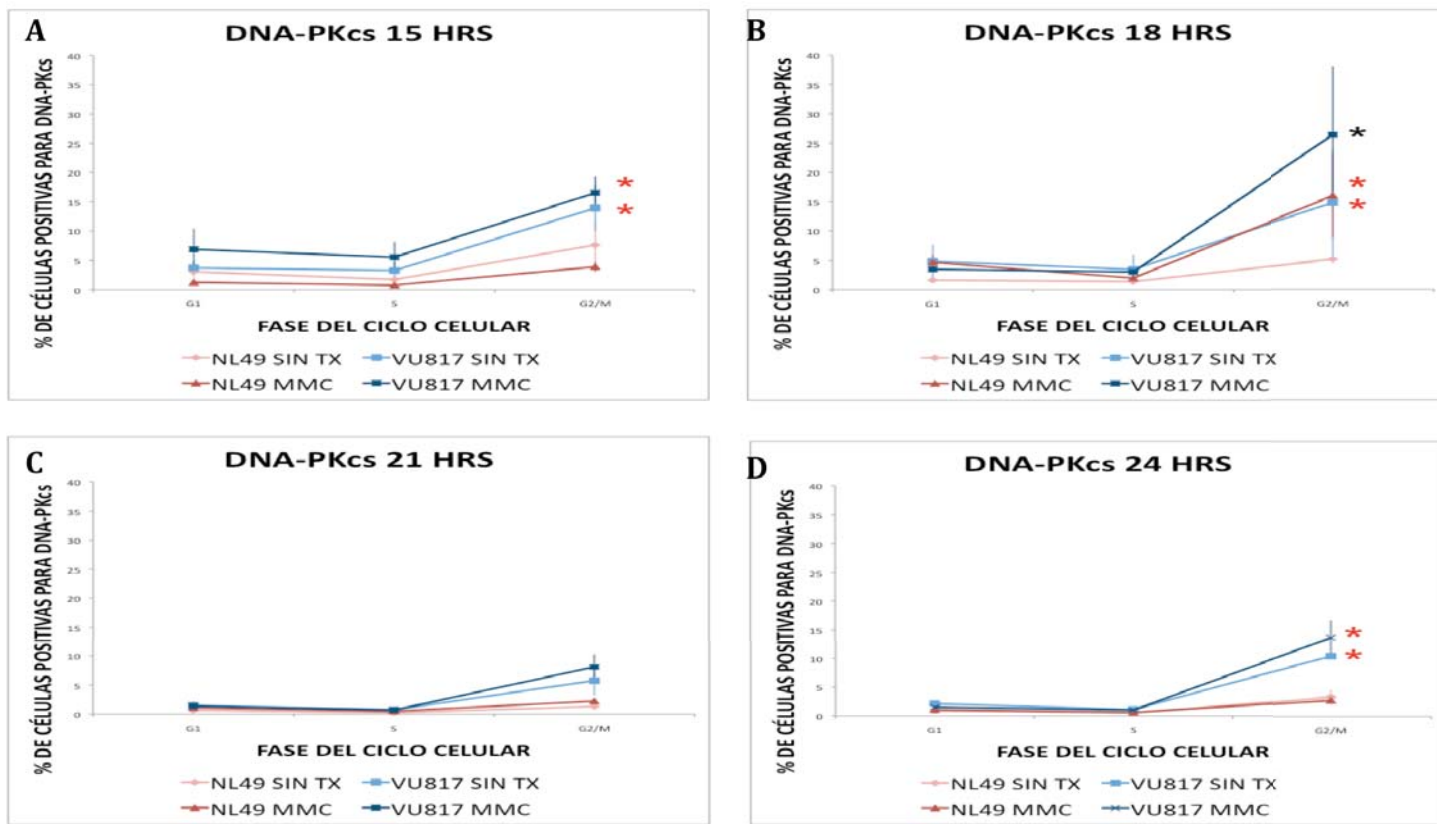 A
DNA-PKcs 15 HRS
% DE CÉLULAS POSITIVAS PARA DNA-PKcs
40
35
30
25
20
15
10
5
0
*
*
G1 S G2/M
FASE DEL CICLO CELULAR
NL49 SIN TX VU817 SIN TX
NL49 MMC VU817 MMC
B
DNA-PKcs 18 HRS
% DE CÉLULAS POSITIVAS PARA DNA-PKcs
40
35
30
25
20
15
10
5
0
*
*
*
G1 S G2/M
FASE DEL CICLO CELULAR
NL49 SIN TX VU817 SIN TX
NL49 MMC VU817 MMC
C
DNA-PKcs 21 HRS
% DE CÉLULAS POSITIVAS PARA DNA-PKcs
40
35
30
25
20
15
10
5
0
G1 S G2/M
FASE DEL CICLO CELULAR
NL49 SIN TX VU817 SIN TX
NL49 MMC VU817 MMC
D
DNA-PKcs 24 HRS
% DE CÉLULAS POSITIVAS PARA DNA-PKcs
40
35
30
25
20
15
10
5
0
*
*
G1 S G2/M
FASE DEL CICLO CELULAR
NL49 SIN TX VU817 SIN TX
NL49 MMC VU817 MMC